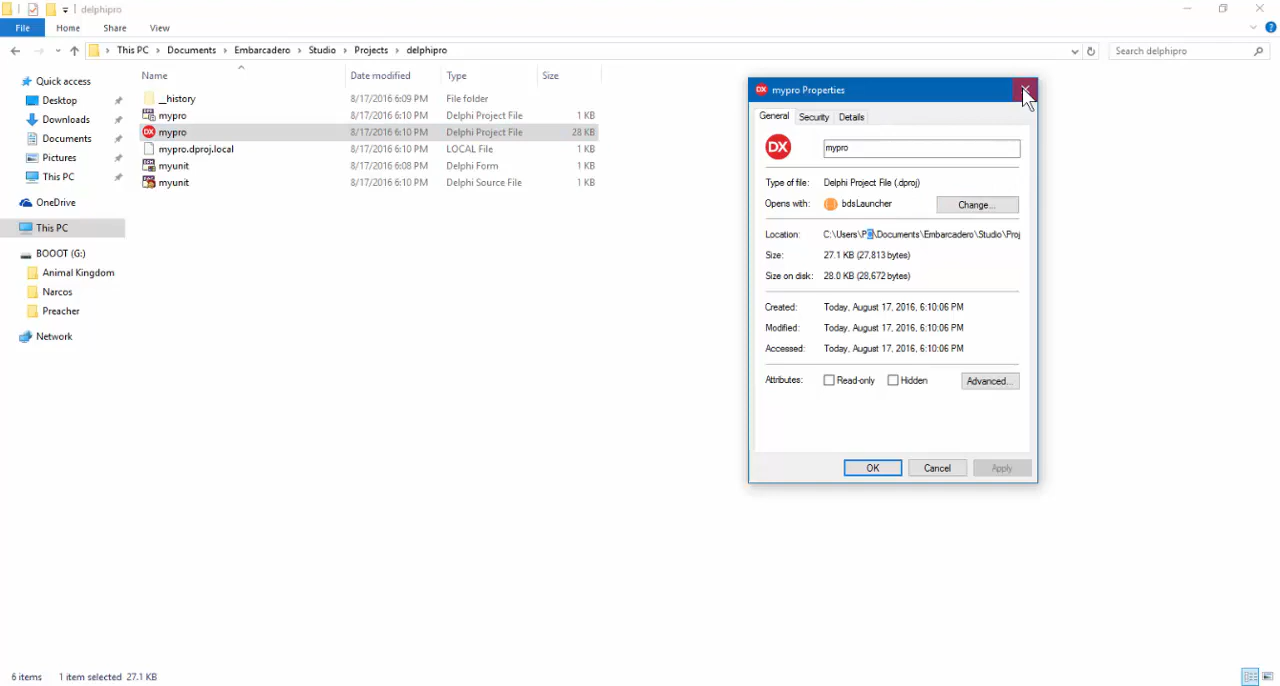 delphipro
File Home Share View
This PC Documents Embarcadero Studio Projects delphipro
Search delphipro
Name Date modified Type Size
__history 8/17/2016 6:09 PM File folder
mypro 8/17/2016 6:10 PM Delphi Project File 1 KB
mypro 8/17/2016 6:10 PM Delphi Project File 28 KB
mypro.dproj.local 8/17/2016 6:10 PM LOCAL File 1 KB
myunit 8/17/2016 6:08 PM Delphi Form 1 KB
myunit 8/17/2016 6:10 PM Delphi Source File 1 KB
Quick access
Desktop
Downloads
Documents
Pictures
This PC
OneDrive
This PC
BOOOT (G:)
Animal Kingdom
Narcos
Preacher
Network
DX mypro Properties
General Security Details
DX mypro
Type of file: Delphi Project File (.dproj)
Opens with: bdsLauncher Change...
Location: C:\Users\PC\Documents\Embarcadero\Studio\Proj
Size: 27.1 KB (27,813 bytes)
Size on disk: 28.0 KB (28,672 bytes)
Created: Today, August 17, 2016, 6:10:06 PM
Modified: Today, August 17, 2016, 6:10:06 PM
Accessed: Today, August 17, 2016, 6:10:06 PM
Attributes: Read-only Hidden Advanced...
OK Cancel Apply
6 items 1 item selected 27.1 KB